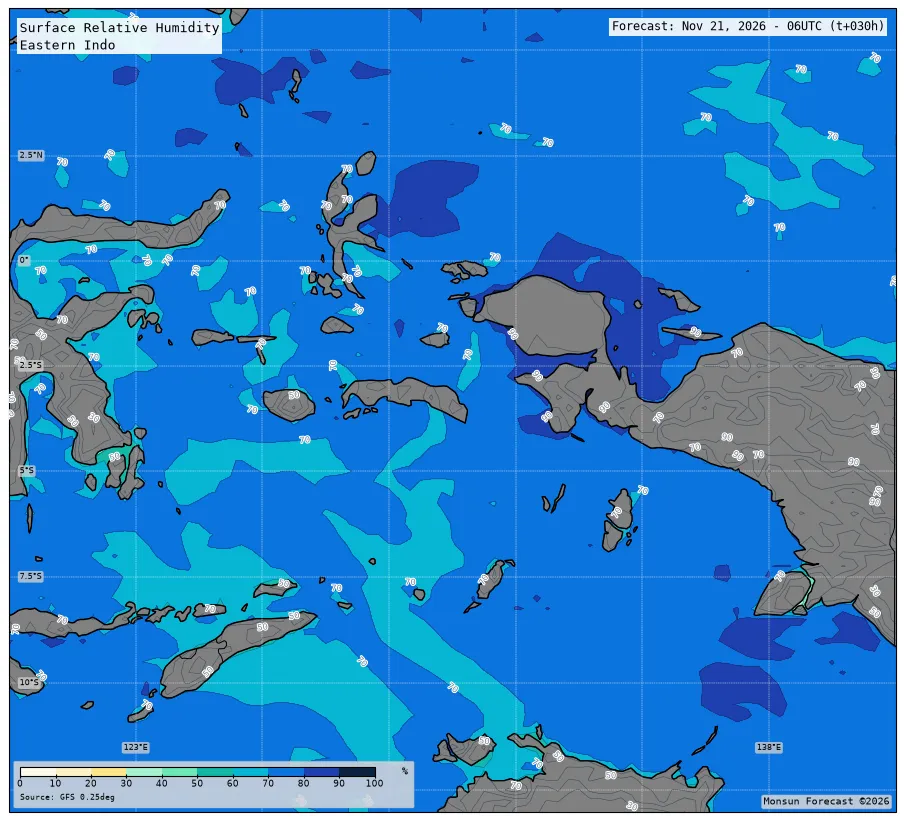 Surface Relative Humidity
Eastern Indo
Forecast: Nov 21, 2026 - 06UTC (t+030h)
2.5°N
0°
2.5°S
5°S
7.5°S
10°S
123°E
138°E
%
0 10 20 30 40 50 60 70 80 90 100
Source: GFS 0.25deg
Monsun Forecast ©2026